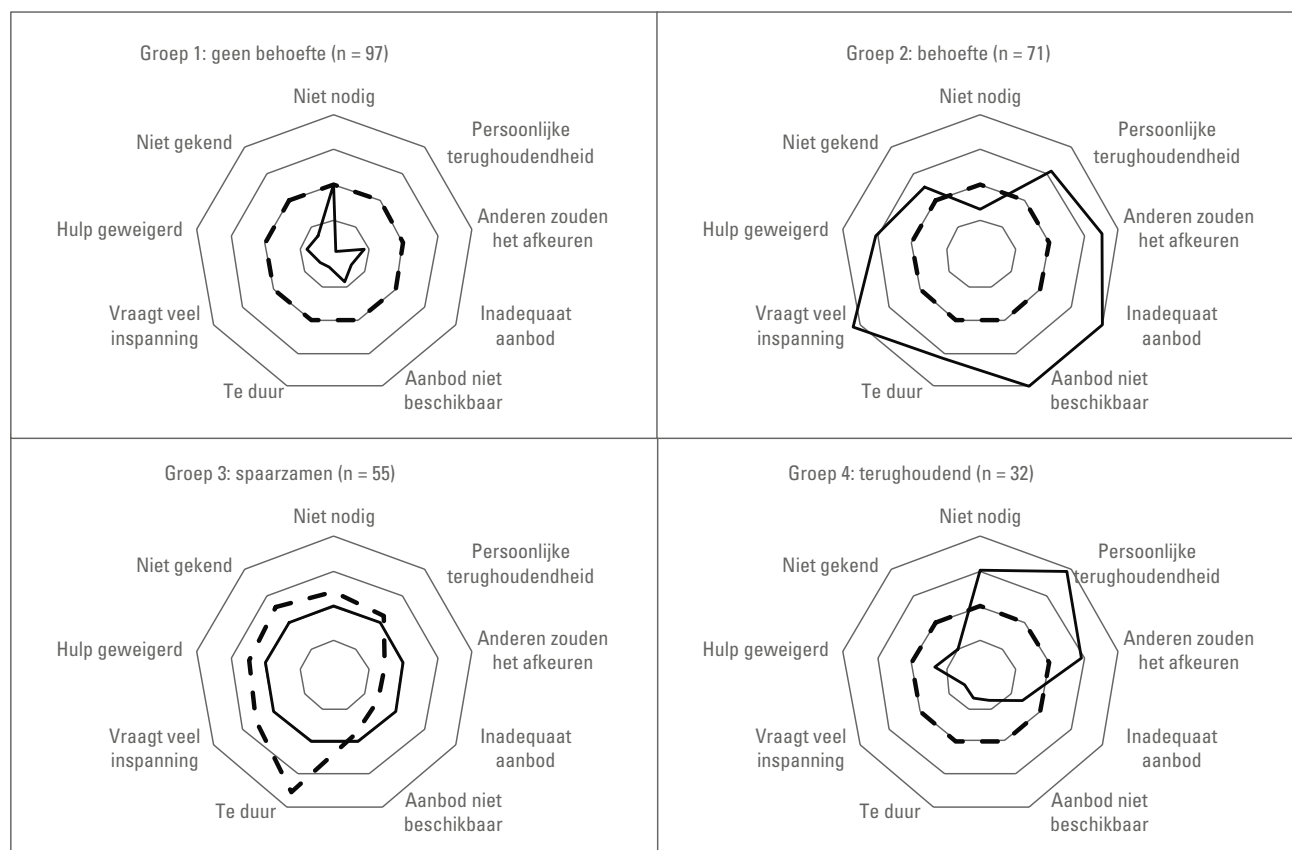 Groep 1: geen behoefte (n = 97)
Niet nodig
Persoonlijke
terughoudendheid
Anderen zouden
het afkeuren
Inadequaat
aanbod
Aanbod niet
beschikbaar
Te duur
Vraagt veel
inspanning
Hulp geweigerd
Niet gekend
Groep 2: behoefte (n = 71)
Niet nodig
Persoonlijke
terughoudendheid
Anderen zouden
het afkeuren
Inadequaat
aanbod
Aanbod niet
beschikbaar
Te duur
Vraagt veel
inspanning
Hulp geweigerd
Niet gekend
Groep 3: spaarzamen (n = 55)
Niet nodig
Persoonlijke
terughoudendheid
Anderen zouden
het afkeuren
Inadequaat
aanbod
Aanbod niet
beschikbaar
Te duur
Vraagt veel
inspanning
Hulp geweigerd
Niet gekend
Groep 4: terughoudend (n = 32)
Niet nodig
Persoonlijke
terughoudendheid
Anderen zouden
het afkeuren
Inadequaat
aanbod
Aanbod niet
beschikbaar
Te duur
Vraagt veel
inspanning
Hulp geweigerd
Niet gekend